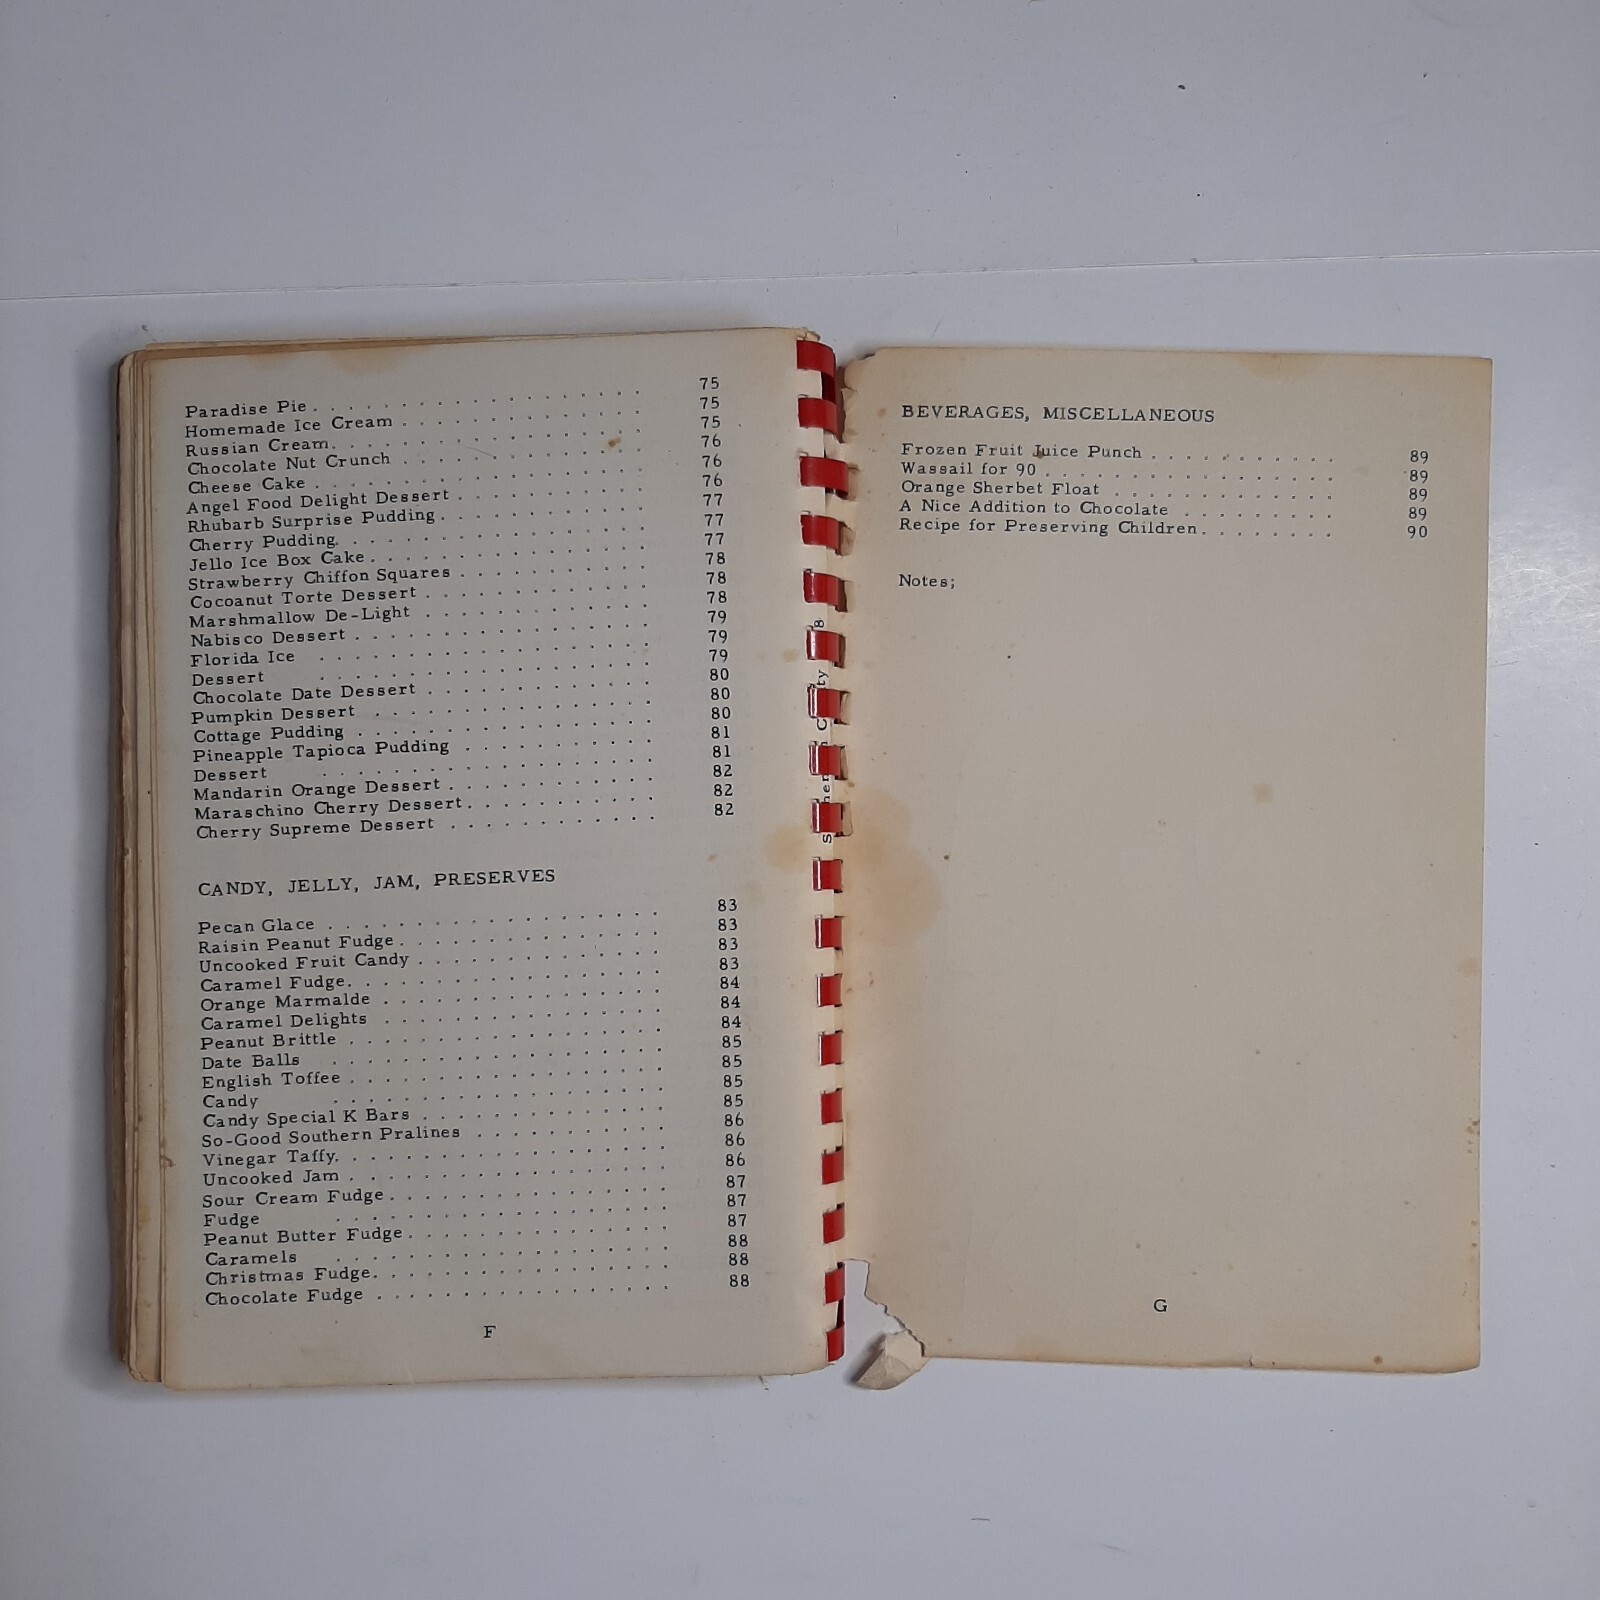 Paradise Pie . . . . . . . . . . . . . . . . . . 75
Homemade Ice Cream . . . . . . . . . . . . . 75
Russian Cream . . . . . . . . . . . . . . . . . 75
Chocolate Nut Crunch . . . . . . . . . . . . . 76
Cheese Cake . . . . . . . . . . . . . . . . . . 76
Angel Food Delight Dessert . . . . . . . . . . 76
Rhubarb Surprise Pudding . . . . . . . . . . . 77
Cherry Pudding . . . . . . . . . . . . . . . . 77
Jello Ice Box Cake . . . . . . . . . . . . . . . 77
Strawberry Chiffon Squares . . . . . . . . . . 78
Cocoanut Torte Dessert . . . . . . . . . . . . 78
Marshmallow De-Light . . . . . . . . . . . . 78
Nabisco Dessert . . . . . . . . . . . . . . . . 79
Florida Ice . . . . . . . . . . . . . . . . . . 79
Dessert . . . . . . . . . . . . . . . . . . 79
Chocolate Date Dessert . . . . . . . . . . . . 80
Pumpkin Dessert . . . . . . . . . . . . . . . 80
Cottage Pudding . . . . . . . . . . . . . . . . 80
Pineapple Tapioca Pudding . . . . . . . . . . 81
Dessert . . . . . . . . . . . . . . . . . . 81
Mandarin Orange Dessert . . . . . . . . . . . 82
Maraschino Cherry Dessert . . . . . . . . . . 82
Cherry Supreme Dessert . . . . . . . . . . . 82
CANDY, JELLY, JAM, PRESERVES
Pecan Glace . . . . . . . . . . . . . . . . . . 83
Raisin Peanut Fudge . . . . . . . . . . . . . . 83
Uncooked Fruit Candy . . . . . . . . . . . . . 83
Caramel Fudge . . . . . . . . . . . . . . . . . 83
Orange Marmalde . . . . . . . . . . . . . . . 84
Caramel Delights . . . . . . . . . . . . . . . 84
Peanut Brittle . . . . . . . . . . . . . . . . . 84
Date Balls . . . . . . . . . . . . . . . . . . 85
English Toffee . . . . . . . . . . . . . . . . . 85
Candy . . . . . . . . . . . . . . . . . . 85
Candy Special K Bars . . . . . . . . . . . . . 85
So-Good Southern Pralines . . . . . . . . . . 86
Vinegar Taffy . . . . . . . . . . . . . . . . . 86
Uncooked Jam . . . . . . . . . . . . . . . . . 86
Sour Cream Fudge . . . . . . . . . . . . . . . 87
Fudge . . . . . . . . . . . . . . . . . . 87
Peanut Butter Fudge . . . . . . . . . . . . . . 87
Caramels . . . . . . . . . . . . . . . . . . 88
Christmas Fudge . . . . . . . . . . . . . . . . 88
Chocolate Fudge . . . . . . . . . . . . . . . . 88
F
BEVERAGES, MISCELLANEOUS
Frozen Fruit Juice Punch . . . . . . . . . . . 89
Wassail for 90 . . . . . . . . . . . . . . . . 89
Orange Sherbet Float . . . . . . . . . . . . 89
A Nice Addition to Chocolate . . . . . . . . . 89
Recipe for Preserving Children . . . . . . . . 90
Notes;
G